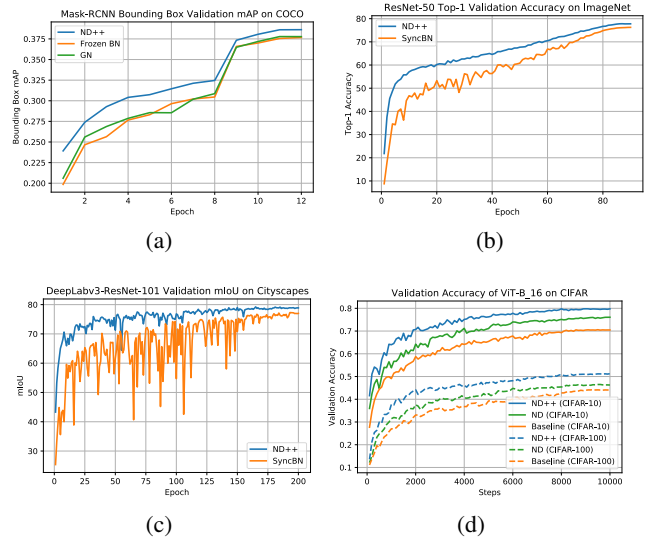 Mask-RCNN Bounding Box Validation mAP on COCO
ND++
Frozen BN
GN
Bounding Box mAP
0.375
0.350
0.325
0.300
0.275
0.250
0.225
0.200
2 4 6 8 10 12
Epoch
(a)
ResNet-50 Top-1 Validation Accuracy on ImageNet
ND++
SyncBN
Top-1 Accuracy
80
70
60
50
40
30
20
10
0 20 40 60 80
Epoch
(b)
DeepLabv3-ResNet-101 Validation mIoU on Cityscapes
mIoU
80
70
60
50
40
30
ND++
SyncBN
0 25 50 75 100 125 150 175 200
Epoch
(c)
Validation Accuracy of ViT-B_16 on CIFAR
Validation Accuracy
0.8
0.7
0.6
0.5
0.4
0.3
0.2
0.1
ND++ (CIFAR-10)
ND (CIFAR-10)
Baseline (CIFAR-10)
ND++ (CIFAR-100)
ND (CIFAR-100)
Baseline (CIFAR-100)
0 2000 4000 6000 8000 10000
Steps
(d)